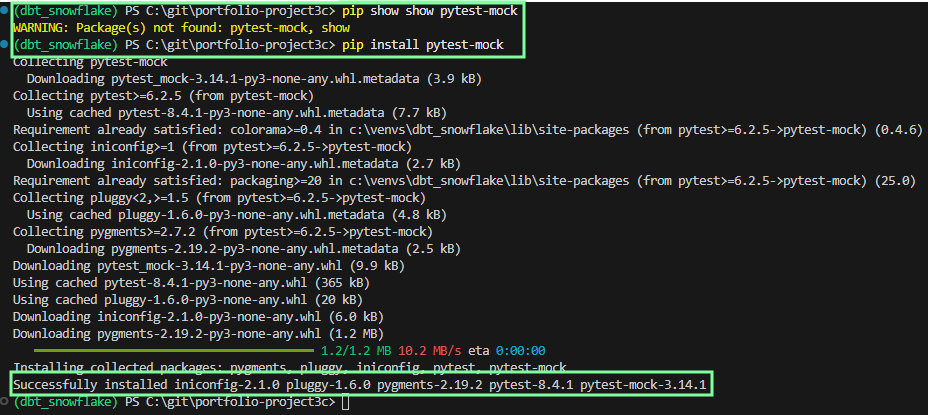 (dbt_snowflake) PS C:\git\portfolio-project3c> pip show show pytest-mock
WARNING: Package(s) not found: pytest-mock, show
(dbt_snowflake) PS C:\git\portfolio-project3c> pip install pytest-mock
Collecting pytest-mock
Downloading pytest_mock-3.14.1-py3-none-any.whl.metadata (3.9 kB)
Collecting pytest>=6.2.5 (from pytest-mock)
Using cached pytest-8.4.1-py3-none-any.whl.metadata (7.7 kB)
Requirement already satisfied: colorama>=0.4 in c:\venvs\dbt_snowflake\lib\site-packages (from pytest>=6.2.5->pytest-mock) (0.4.6)
Collecting iniconfig>=1 (from pytest>=6.2.5->pytest-mock)
Downloading iniconfig-2.1.0-py3-none-any.whl.metadata (2.7 kB)
Requirement already satisfied: packaging>=20 in c:\venvs\dbt_snowflake\lib\site-packages (from pytest>=6.2.5->pytest-mock) (25.0)
Collecting pluggy<2,>=1.5 (from pytest>=6.2.5->pytest-mock)
Using cached pluggy-1.6.0-py3-none-any.whl.metadata (4.8 kB)
Collecting pygments>=2.7.2 (from pytest>=6.2.5->pytest-mock)
Downloading pygments-2.19.2-py3-none-any.whl.metadata (2.5 kB)
Downloading pytest_mock-3.14.1-py3-none-any.whl (9.9 kB)
Using cached pytest-8.4.1-py3-none-any.whl (365 kB)
Using cached pluggy-1.6.0-py3-none-any.whl (20 kB)
Downloading iniconfig-2.1.0-py3-none-any.whl (6.0 kB)
Downloading pygments-2.19.2-py3-none-any.whl (1.2 MB)
1.2/1.2 MB 10.2 MB/s eta 0:00:00
Installing collected packages: pygments, pluggy, iniconfig, pytest, pytest-mock
Successfully installed iniconfig-2.1.0 pluggy-1.6.0 pygments-2.19.2 pytest-8.4.1 pytest-mock-3.14.1
(dbt_snowflake) PS C:\git\portfolio-project3c>